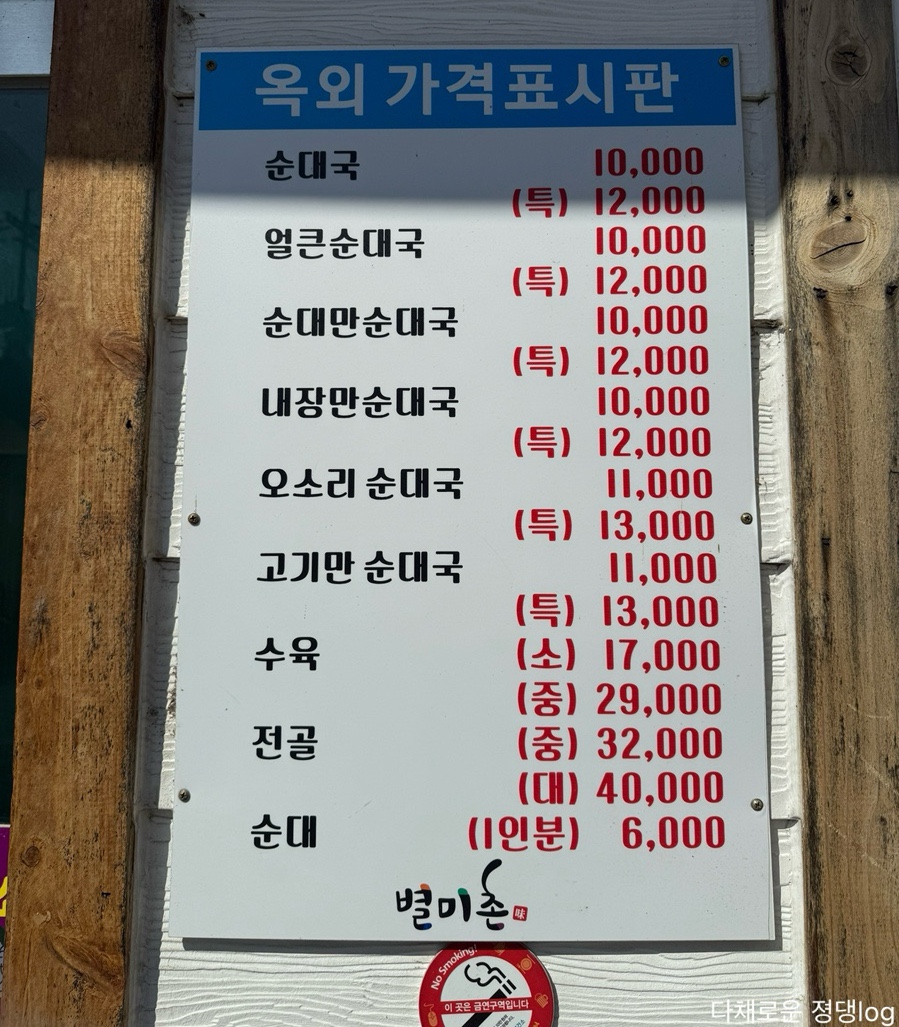 옥외 가격표시판
순대국 10,000
(특) 12,000
얼큰순대국 10,000
(특) 12,000
순대만순대국 10,000
(특) 12,000
내장만순대국 10,000
(특) 12,000
오소리 순대국 11,000
(특) 13,000
고기만 순대국 11,000
(특) 13,000
수육 (소) 17,000
(중) 29,000
전골 (중) 32,000
(대) 40,000
순대 (1인분) 6,000
별미촌 味
No Smoking!
이 곳은 금연구역입니다
다채로운 졍댕log